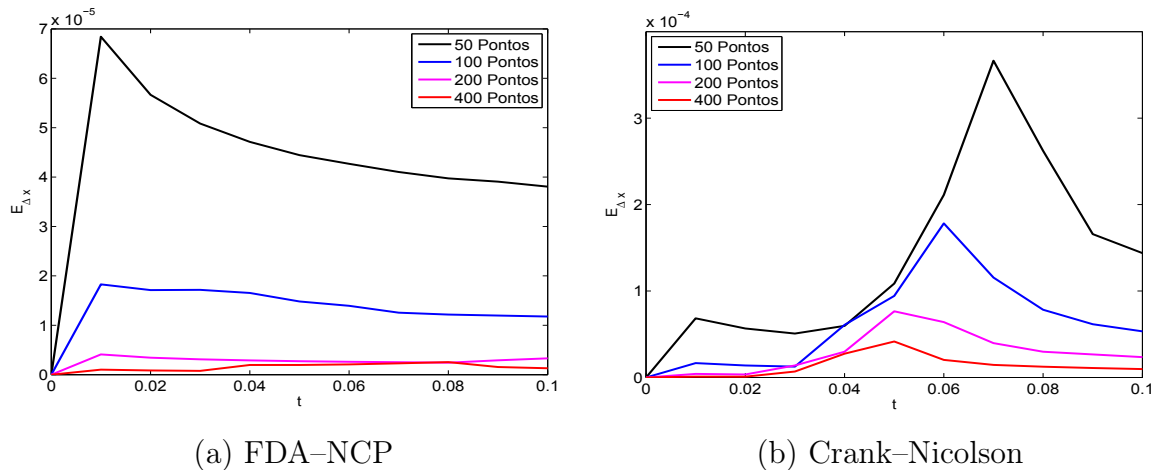 x 10⁻⁵
7
6
5
4
3
2
1
0
E Δ x
50 Pontos
100 Pontos
200 Pontos
400 Pontos
0
0.02
0.04
0.06
0.08
0.1
t
(a) FDA–NCP
x 10⁻⁴
4
3
2
1
0
E Δ x
50 Pontos
100 Pontos
200 Pontos
400 Pontos
0
0.02
0.04
0.06
0.08
0.1
t
(b) Crank–Nicolson